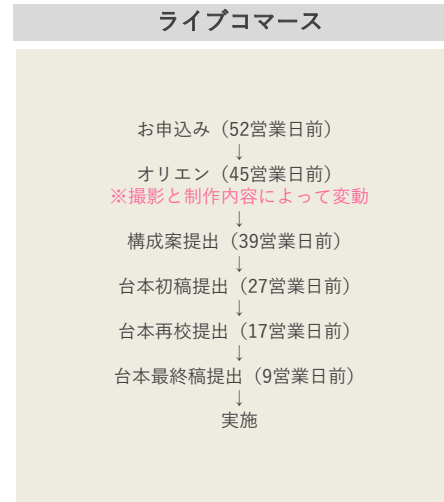 ライブコマース
お申込み（52営業日前）
↓
オリエン（45営業日前）
※撮影と制作内容によって変動
↓
構成案提出（39営業日前）
↓
台本初稿提出（27営業日前）
↓
台本再校提出（17営業日前）
↓
台本最終稿提出（9営業日前）
↓
実施